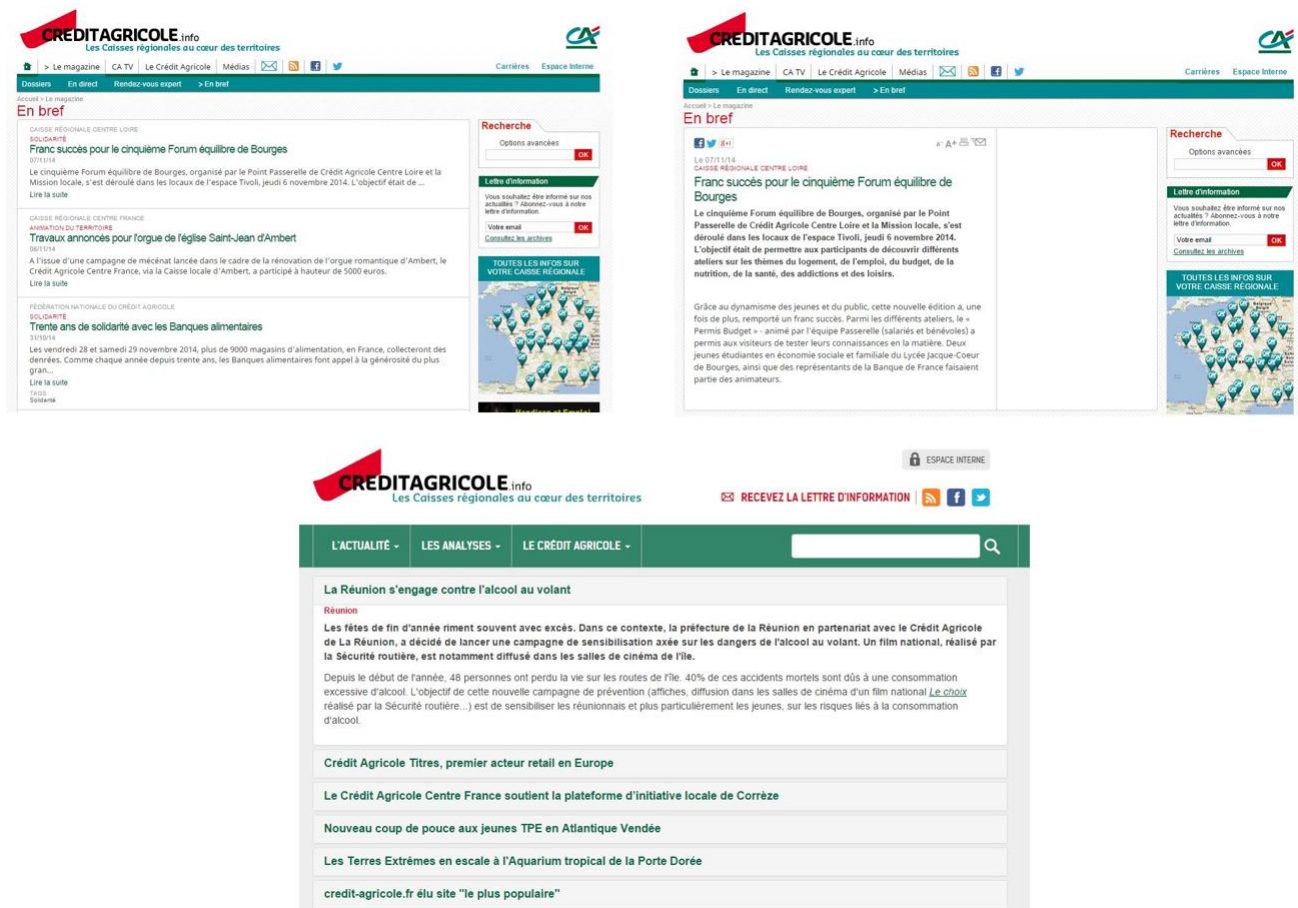 CREDITAGRICOLE.info
Les Caisses régionales au cœur des territoires
CA
> Le magazine CA TV Le Crédit Agricole Médias
Carrières Espace Interne
Dossiers En direct Rendez-vous expert > En bref
Accueil > Le magazine
En bref
CAISSE RÉGIONALE CENTRE LOIRE
SOLIDARITÉ
Franc succès pour le cinquième Forum équilibre de Bourges
07/11/14
Le cinquième Forum équilibre de Bourges, organisé par le Point Passerelle de Crédit Agricole Centre Loire et la
Mission locale, s'est déroulé dans les locaux de l'espace Tivoli, jeudi 6 novembre 2014. L'objectif était de ...
Lire la suite
CAISSE RÉGIONALE CENTRE FRANCE
ANIMATION DU TERRITOIRE
Travaux annoncés pour l'orgue de l'église Saint-Jean d'Ambert
06/11/14
A l'issue d'une campagne de mécénat lancée dans le cadre de la rénovation de l'orgue romantique d'Ambert, le
Crédit Agricole Centre France, via la Caisse locale d'Ambert, a participé à hauteur de 5000 euros.
Lire la suite
FÉDÉRATION NATIONALE DU CRÉDIT AGRICOLE
SOLIDARITÉ
Trente ans de solidarité avec les Banques alimentaires
31/10/14
Les vendredi 28 et samedi 29 novembre 2014, plus de 9000 magasins d'alimentation, en France, collecteront des
denrées. Comme chaque année depuis trente ans, les Banques alimentaires font appel à la générosité du plus
gran...
Lire la suite
TAGS
Solidarité
Recherche
Options avancées
OK
Lettre d'information
Vous souhaitez être informé sur nos
actualités ? Abonnez-vous à notre
lettre d'information.
Votre email OK
Consultez les archives
TOUTES LES INFOS SUR
VOTRE CAISSE RÉGIONALE
Handicap et Emploi
CREDITAGRICOLE.info
Les Caisses régionales au cœur des territoires
CA
> Le magazine CA TV Le Crédit Agricole Médias
Carrières Espace Interne
Dossiers En direct Rendez-vous expert > En bref
Accueil > Le magazine
En bref
A- A+
Le 07/11/14
CAISSE RÉGIONALE CENTRE LOIRE
Franc succès pour le cinquième Forum équilibre de
Bourges
Le cinquième Forum équilibre de Bourges, organisé par le Point
Passerelle de Crédit Agricole Centre Loire et la Mission locale, s'est
déroulé dans les locaux de l'espace Tivoli, jeudi 6 novembre 2014.
L'objectif était de permettre aux participants de découvrir différents
ateliers sur les thèmes du logement, de l'emploi, du budget, de la
nutrition, de la santé, des addictions et des loisirs.
Grâce au dynamisme des jeunes et du public, cette nouvelle édition a, une
fois de plus, remporté un franc succès. Parmi les différents ateliers, le «
Permis Budget » - animé par l'équipe Passerelle (salariés et bénévoles) a
permis aux visiteurs de tester leurs connaissances en la matière. Deux
jeunes étudiantes en économie sociale et familiale du Lycée Jacque-Coeur
de Bourges, ainsi que des représentants de la Banque de France faisaient
partie des animateurs.
Recherche
Options avancées
OK
Lettre d'information
Vous souhaitez être informé sur nos
actualités ? Abonnez-vous à notre
lettre d'information.
Votre email OK
Consultez les archives
TOUTES LES INFOS SUR
VOTRE CAISSE RÉGIONALE
CREDITAGRICOLE.info
Les Caisses régionales au cœur des territoires
ESPACE INTERNE
RECEVEZ LA LETTRE D'INFORMATION
L'ACTUALITÉ LES ANALYSES LE CRÉDIT AGRICOLE
La Réunion s'engage contre l'alcool au volant
Réunion
Les fêtes de fin d'année riment souvent avec excès. Dans ce contexte, la préfecture de la Réunion en partenariat avec le Crédit Agricole
de La Réunion, a décidé de lancer une campagne de sensibilisation axée sur les dangers de l'alcool au volant. Un film national, réalisé par
la Sécurité routière, est notamment diffusé dans les salles de cinéma de l'île.
Depuis le début de l'année, 48 personnes ont perdu la vie sur les routes de l'île. 40% de ces accidents mortels sont dûs à une consommation
excessive d'alcool. L'objectif de cette nouvelle campagne de prévention (affiches, diffusion dans les salles de cinéma d'un film national Le choix
réalisé par la Sécurité routière...) est de sensibiliser les réunionnais et plus particulièrement les jeunes, sur les risques liés à la consommation
d'alcool.
Crédit Agricole Titres, premier acteur retail en Europe
Le Crédit Agricole Centre France soutient la plateforme d'initiative locale de Corrèze
Nouveau coup de pouce aux jeunes TPE en Atlantique Vendée
Les Terres Extrêmes en escale à l'Aquarium tropical de la Porte Dorée
credit-agricole.fr élu site "le plus populaire"